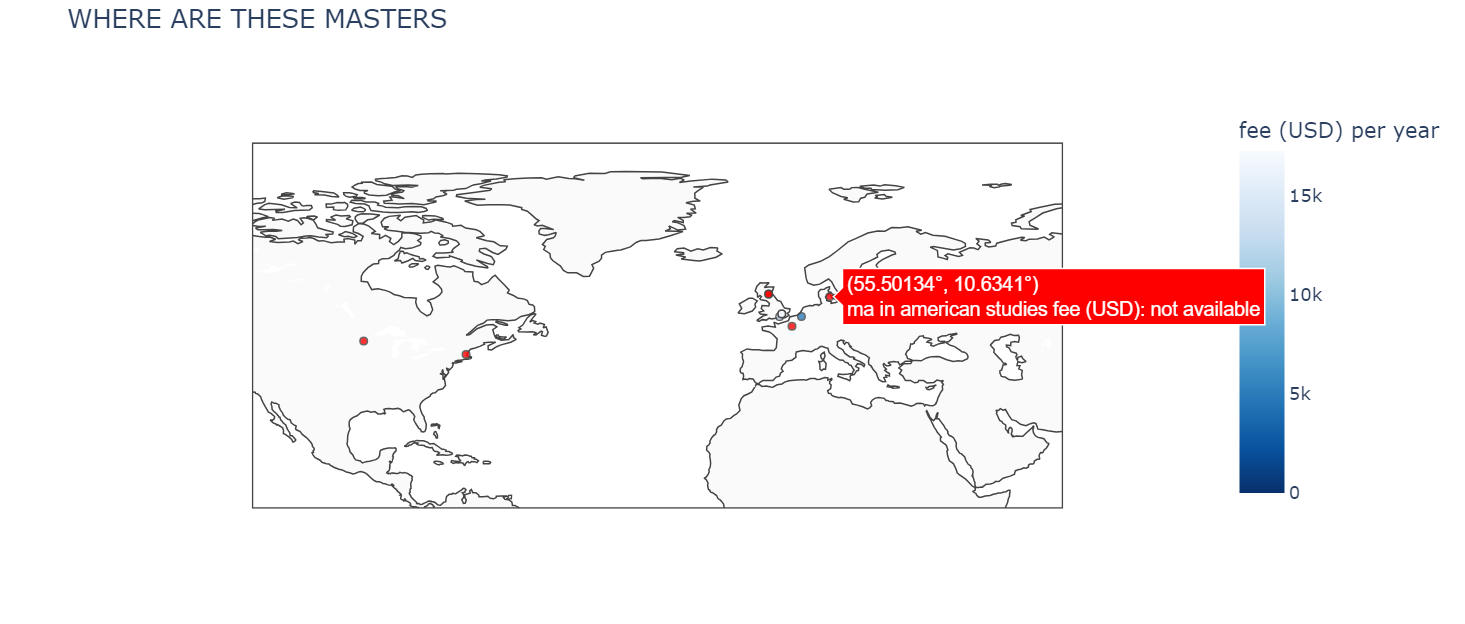 WHERE ARE THESE MASTERS
fee (USD) per year
15k
10k
5k
0
(55.50134°, 10.6341°)
ma in american studies fee (USD): not available